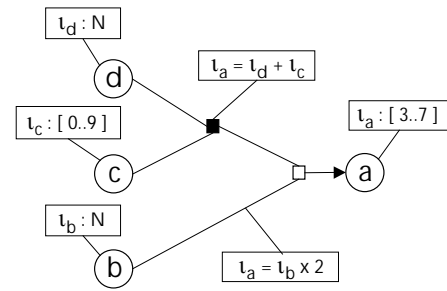 ι_d : N
d
ι_a = ι_d + ι_c
ι_c : [ 0..9 ]
ι_a : [ 3..7 ]
c
a
ι_b : N
b
ι_a = ι_b x 2